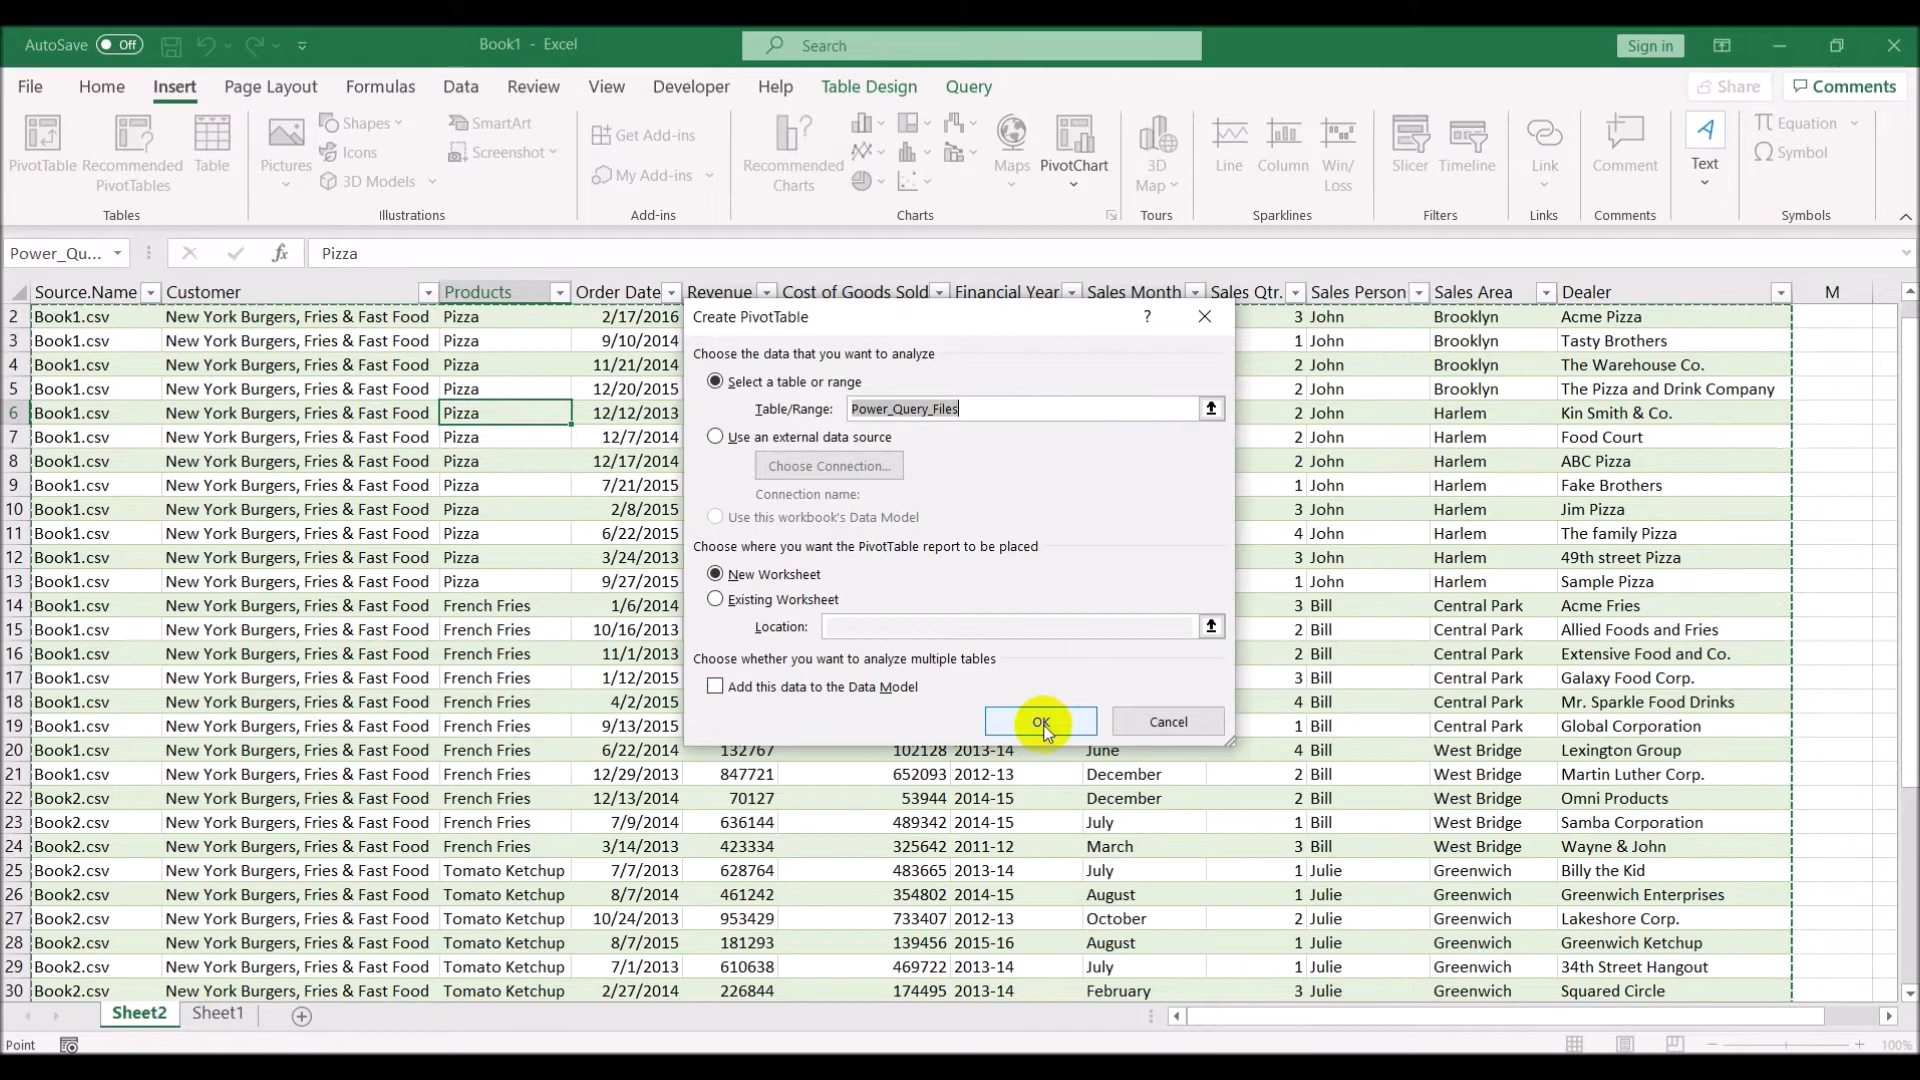 AutoSave Off Book1 - Excel Search Sign in
File Home Insert Page Layout Formulas Data Review View Developer Help Table Design Query Share Comments
PivotTable
Recommended PivotTables
Table
Pictures
Shapes
Icons
3D Models
SmartArt
Screenshot
Get Add-ins
My Add-ins
Recommended Charts
Maps
PivotChart
3D Map
Line
Column
Win/ Loss
Slicer
Timeline
Link
Comment
Text
Equation
Symbol
Tables Illustrations Add-ins Charts Tours Sparklines Filters Links Comments Symbols
Power_Qu... fx Pizza
Source.Name Customer Products Order Date Revenue Cost of Goods Sold Financial Year Sales Month Sales Qtr. Sales Person Sales Area Dealer M
2 Book1.csv New York Burgers, Fries & Fast Food Pizza 2/17/2016 3 John Brooklyn Acme Pizza
3 Book1.csv New York Burgers, Fries & Fast Food Pizza 9/10/2014 1 John Brooklyn Tasty Brothers
4 Book1.csv New York Burgers, Fries & Fast Food Pizza 11/21/2014 2 John Brooklyn The Warehouse Co.
5 Book1.csv New York Burgers, Fries & Fast Food Pizza 12/20/2015 2 John Brooklyn The Pizza and Drink Company
6 Book1.csv New York Burgers, Fries & Fast Food Pizza 12/12/2013 2 John Harlem Kin Smith & Co.
7 Book1.csv New York Burgers, Fries & Fast Food Pizza 12/7/2014 2 John Harlem Food Court
8 Book1.csv New York Burgers, Fries & Fast Food Pizza 12/17/2014 2 John Harlem ABC Pizza
9 Book1.csv New York Burgers, Fries & Fast Food Pizza 7/21/2015 1 John Harlem Fake Brothers
10 Book1.csv New York Burgers, Fries & Fast Food Pizza 2/8/2015 3 John Harlem Jim Pizza
11 Book1.csv New York Burgers, Fries & Fast Food Pizza 6/22/2015 4 John Harlem The family Pizza
12 Book1.csv New York Burgers, Fries & Fast Food Pizza 3/24/2013 3 John Harlem 49th street Pizza
13 Book1.csv New York Burgers, Fries & Fast Food Pizza 9/27/2015 1 John Harlem Sample Pizza
14 Book1.csv New York Burgers, Fries & Fast Food French Fries 1/6/2014 3 Bill Central Park Acme Fries
15 Book1.csv New York Burgers, Fries & Fast Food French Fries 10/16/2013 2 Bill Central Park Allied Foods and Fries
16 Book1.csv New York Burgers, Fries & Fast Food French Fries 11/1/2013 2 Bill Central Park Extensive Food and Co.
17 Book1.csv New York Burgers, Fries & Fast Food French Fries 1/12/2015 3 Bill Central Park Galaxy Food Corp.
18 Book1.csv New York Burgers, Fries & Fast Food French Fries 4/2/2015 4 Bill Central Park Mr. Sparkle Food Drinks
19 Book1.csv New York Burgers, Fries & Fast Food French Fries 9/13/2015 1 Bill Central Park Global Corporation
20 Book1.csv New York Burgers, Fries & Fast Food French Fries 6/22/2014 132767 102128 2013-14 June 4 Bill West Bridge Lexington Group
21 Book1.csv New York Burgers, Fries & Fast Food French Fries 12/29/2013 847721 652093 2012-13 December 2 Bill West Bridge Martin Luther Corp.
22 Book2.csv New York Burgers, Fries & Fast Food French Fries 12/13/2014 70127 53944 2014-15 December 2 Bill West Bridge Omni Products
23 Book2.csv New York Burgers, Fries & Fast Food French Fries 7/9/2014 636144 489342 2014-15 July 1 Bill West Bridge Samba Corporation
24 Book2.csv New York Burgers, Fries & Fast Food French Fries 3/14/2013 423334 325642 2011-12 March 3 Bill West Bridge Wayne & John
25 Book2.csv New York Burgers, Fries & Fast Food Tomato Ketchup 7/7/2013 628764 483665 2013-14 July 1 Julie Greenwich Billy the Kid
26 Book2.csv New York Burgers, Fries & Fast Food Tomato Ketchup 8/7/2014 461242 354802 2014-15 August 1 Julie Greenwich Greenwich Enterprises
27 Book2.csv New York Burgers, Fries & Fast Food Tomato Ketchup 10/24/2013 953429 733407 2012-13 October 2 Julie Greenwich Lakeshore Corp.
28 Book2.csv New York Burgers, Fries & Fast Food Tomato Ketchup 8/7/2015 181293 139456 2015-16 August 1 Julie Greenwich Greenwich Ketchup
29 Book2.csv New York Burgers, Fries & Fast Food Tomato Ketchup 7/1/2013 610638 469722 2013-14 July 1 Julie Greenwich 34th Street Hangout
30 Book2.csv New York Burgers, Fries & Fast Food Tomato Ketchup 2/27/2014 226844 174495 2013-14 February 3 Julie Greenwich Squared Circle
Create PivotTable ?
Choose the data that you want to analyze
Select a table or range
Table/Range: Power_Query_Files
Use an external data source
Choose Connection...
Connection name:
Use this workbook's Data Model
Choose where you want the PivotTable report to be placed
New Worksheet
Existing Worksheet
Location:
Choose whether you want to analyze multiple tables
Add this data to the Data Model
OK Cancel
Sheet2 Sheet1
Point 100%